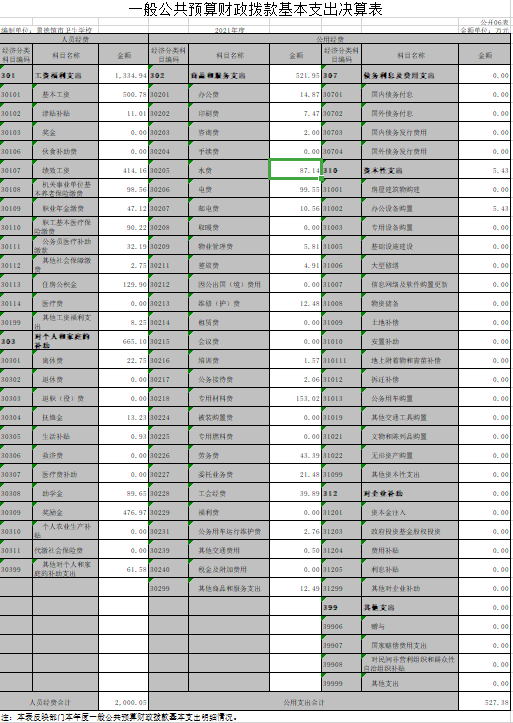 一般公共预算财政拨款基本支出决算表
公开06表
编制单位：景德镇市卫生学校 2021年度 金额单位：万元
人员经费 公用经费
经济分类科目编码 科目名称 金额 经济分类科目编码 科目名称 金额 经济分类科目编码 科目名称 金额
301 工资福利支出 1,334.94 302 商品和服务支出 521.95 307 债务利息及费用支出 0.00
30101 基本工资 500.78 30201 办公费 14.87 30701 国内债务付息 0.00
30102 津贴补贴 11.01 30202 印刷费 7.47 30702 国外债务付息 0.00
30103 奖金 0.00 30203 咨询费 2.00 30703 国内债务发行费用 0.00
30106 伙食补助费 0.00 30204 手续费 0.00 30704 国外债务发行费用 0.00
30107 绩效工资 414.16 30205 水费 87.14 310 资本性支出 5.43
30108 机关事业单位基本养老保险缴费 98.56 30206 电费 99.55 31001 房屋建筑物购建 0.00
30109 职业年金缴费 47.12 30207 邮电费 10.56 31002 办公设备购置 5.43
30110 职工基本医疗保险缴费 90.22 30208 取暖费 0.00 31003 专用设备购置 0.00
30111 公务员医疗补助缴费 32.19 30209 物业管理费 5.81 31005 基础设施建设 0.00
30112 其他社会保障缴费 2.75 30211 差旅费 4.91 31006 大型修缮 0.00
30113 住房公积金 129.90 30212 因公出国（境）费用 0.00 31007 信息网络及软件购置更新 0.00
30114 医疗费 0.00 30213 维修（护）费 12.48 31008 物资储备 0.00
30199 其他工资福利支出 8.25 30214 租赁费 0.00 31009 土地补偿 0.00
303 对个人和家庭的补助 665.10 30215 会议费 0.00 31010 安置补助 0.00
30301 离休费 22.75 30216 培训费 1.57 310111 地上附着物和青苗补偿 0.00
30302 退休费 0.00 30217 公务接待费 2.06 31012 拆迁补偿 0.00
30303 退职（役）费 0.00 30218 专用材料费 153.02 31013 公务用车购置 0.00
30304 抚恤金 13.23 30224 被装购置费 0.00 31019 其他交通工具购置 0.00
30305 生活补贴 0.93 30225 专用燃料费 0.00 31021 文物和陈列品购置 0.00
30306 救济费 0.00 30226 劳务费 43.39 31022 无形资产购置 0.00
30307 医疗费补助 0.00 30227 委托业务费 21.48 31099 其他资本性支出 0.00
30308 助学金 89.65 30228 工会经费 39.89 312 对企业补助 0.00
30309 奖励金 476.97 30229 福利费 0.00 31201 资本金注入 0.00
30310 个人农业生产补贴 0.00 30231 公务用车运行维护费 2.76 31203 政府投资基金股权投资 0.00
30311 代缴社会保险费 0.00 30239 其他交通费用 0.50 31204 费用补贴 0.00
30399 其他对个人和家庭的补助支出 61.58 30240 税金及附加费用 0.00 31205 利息补贴 0.00
30299 其他商品和服务支出 12.49 31299 其他对企业补助 0.00
399 其他支出 0.00
39906 赠与 0.00
39907 国家赔偿费用支出 0.00
39908 对民间非营利组织和群众性自治组织补贴 0.00
39999 其他支出 0.00
人员经费合计 2,000.05 公用支出合计 527.38
注：本表反映部门本年度一般公共预算财政拨款基本支出明细情况。